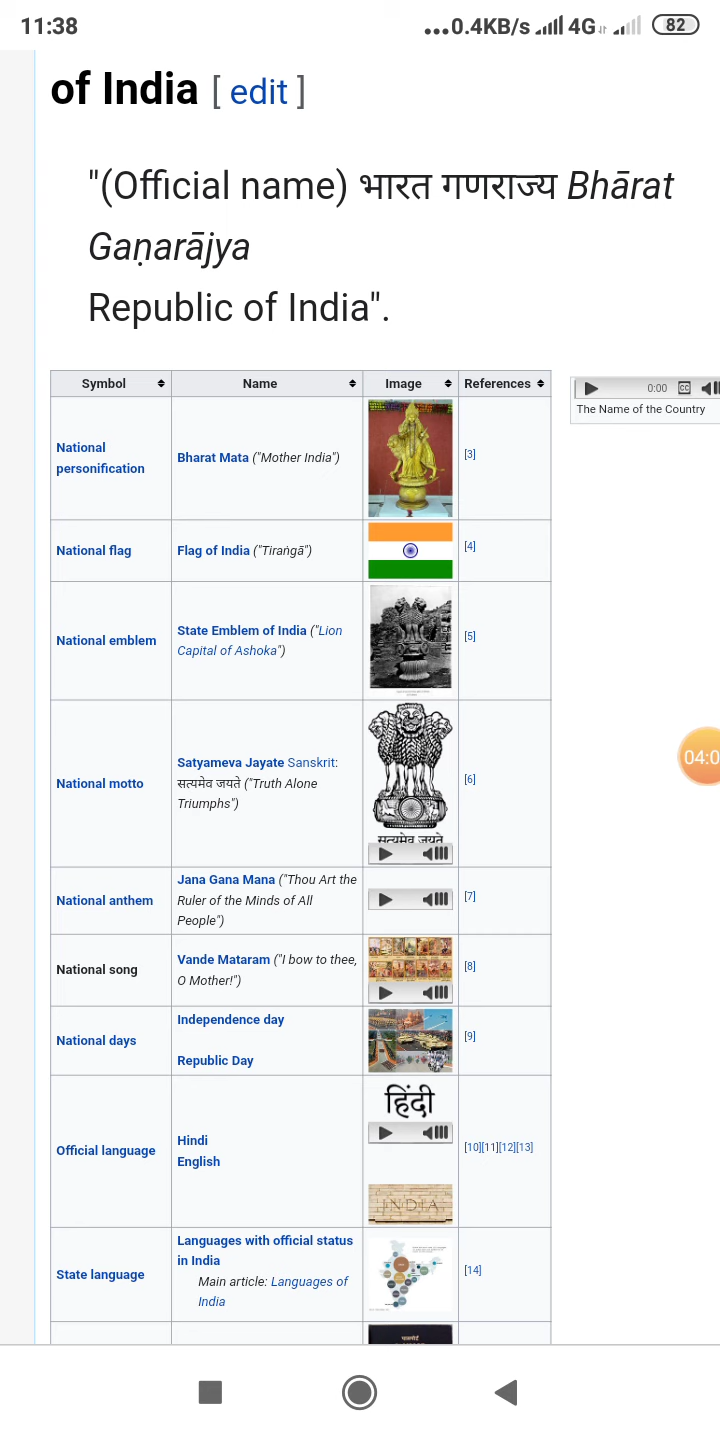 11:38
...0.4KB/s 4G 82
of India [ edit ]
"(Official name) भारत गणराज्य Bhārat
Gaṇarājya
Republic of India".
Symbol Name Image References
0:00 CC
The Name of the Country
National
personification
Bharat Mata ("Mother India")
[3]
National flag
Flag of India ("Tiraṅgā")
[4]
National emblem
State Emblem of India ("Lion
Capital of Ashoka")
[5]
National motto
Satyameva Jayate Sanskrit:
सत्यमेव जयते ("Truth Alone
Triumphs")
सत्यमेव जयते
[6]
04:0
National anthem
Jana Gana Mana ("Thou Art the
Ruler of the Minds of All
People")
[7]
National song
Vande Mataram ("I bow to thee,
O Mother!")
[8]
National days
Independence day
Republic Day
[9]
Official language
Hindi
English
हिंदी
INDIA
[10][11][12][13]
State language
Languages with official status
in India
Main article: Languages of
India
[14]